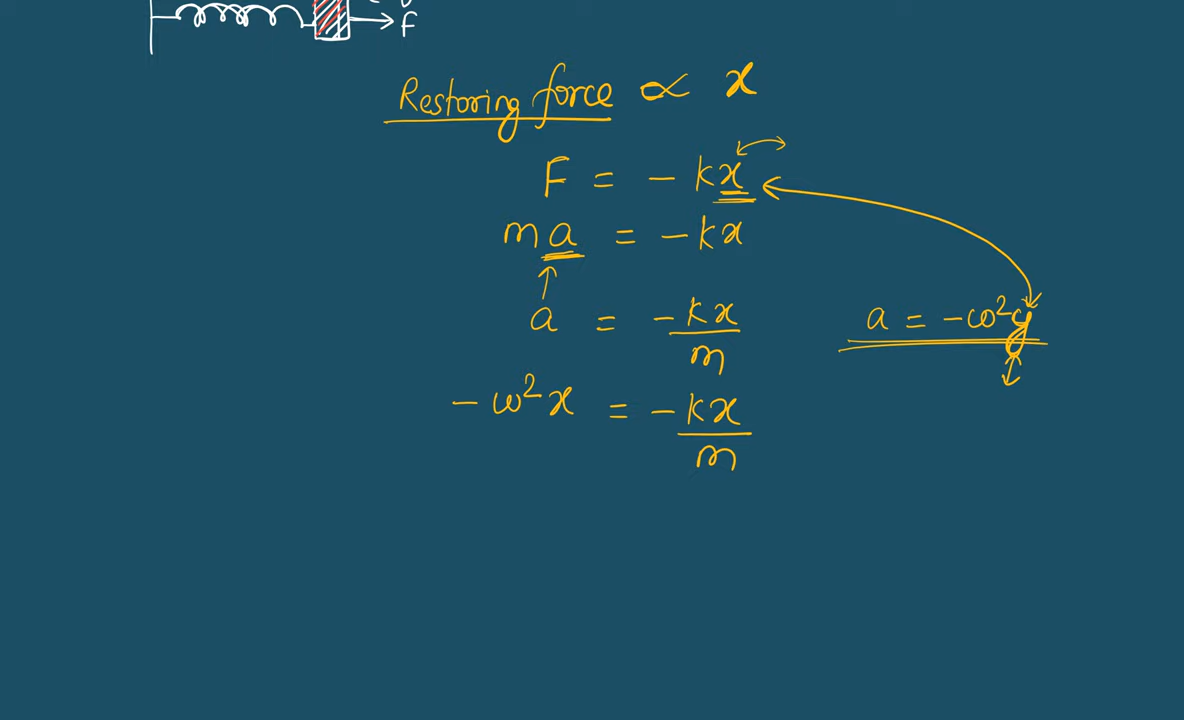 F
Restoring force ∝ x
F = - kx
ma = -kx
a = -kx/m
a = -ω²y
-ω²x = -kx/m